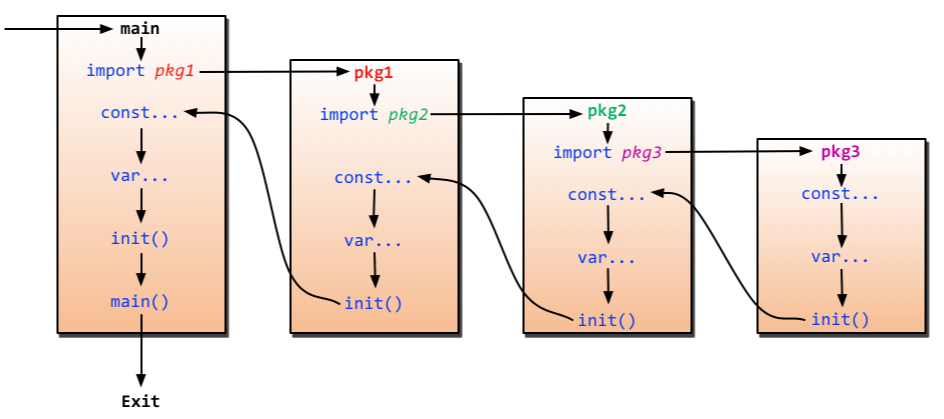 main
import pkg1
const...
var...
init()
main()
Exit
pkg1
import pkg2
const...
var...
init()
pkg2
import pkg3
const...
var...
init()
pkg3
const...
var...
init()